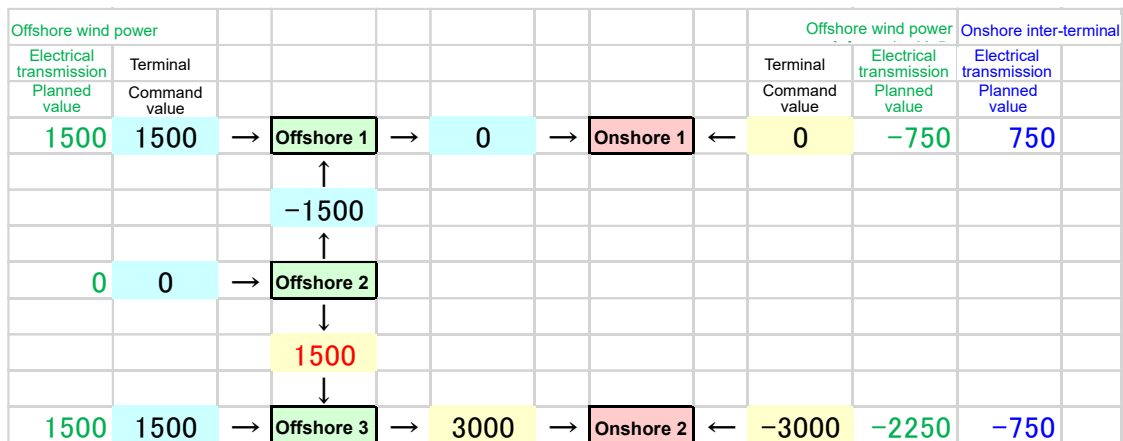 Offshore wind power Offshore wind power Onshore inter-terminal
Electrical transmission Terminal Terminal Electrical transmission Electrical transmission
Planned value Command value Command value Planned value Planned value
1500 1500 → Offshore 1 → 0 → Onshore 1 ← 0 −750 750
↑
−1500
↑
0 0 → Offshore 2
↓
1500
↓
1500 1500 → Offshore 3 → 3000 → Onshore 2 ← −3000 −2250 −750